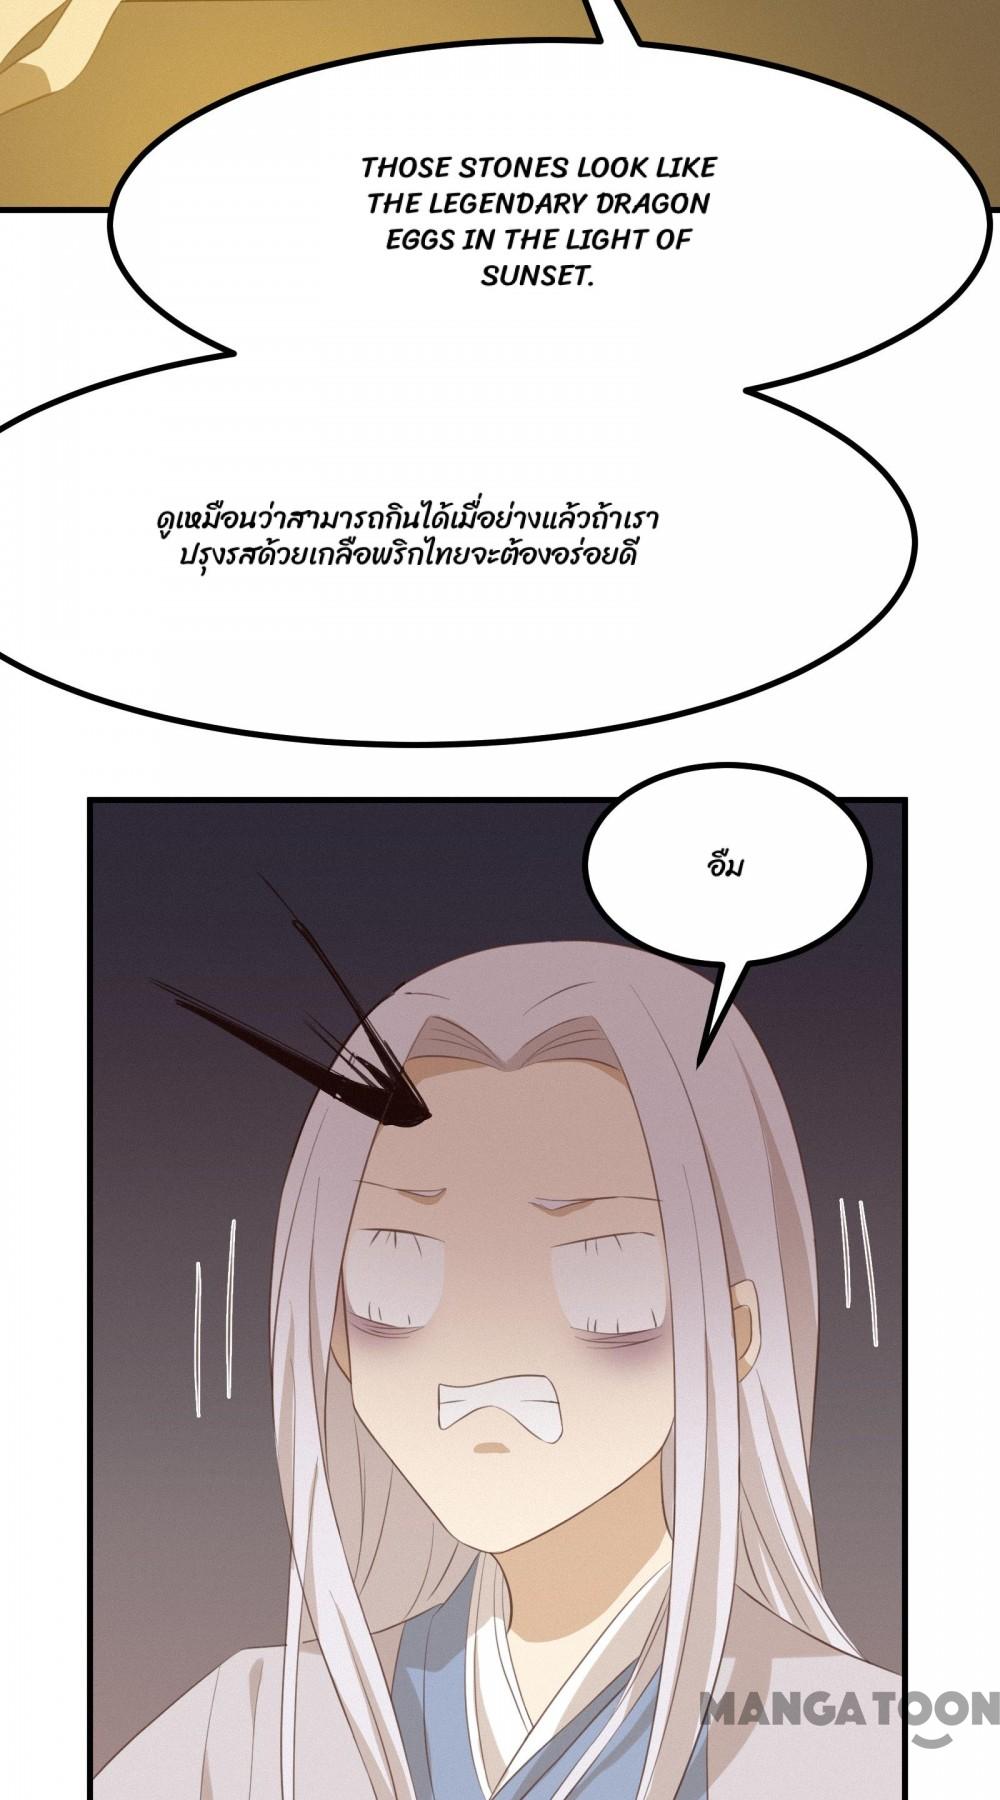 THOSE STONES LOOK LIKE
THE LEGENDARY DRAGON
EGGS IN THE LIGHT OF
SUNSET.
ดูเหมือนว่าสามารถกินได้เมื่อย่างแล้วถ้าเรา
ปรุงรสด้วยเกลือพริกไทยจะต้องอร่อยดี
อืม
MANGATOON